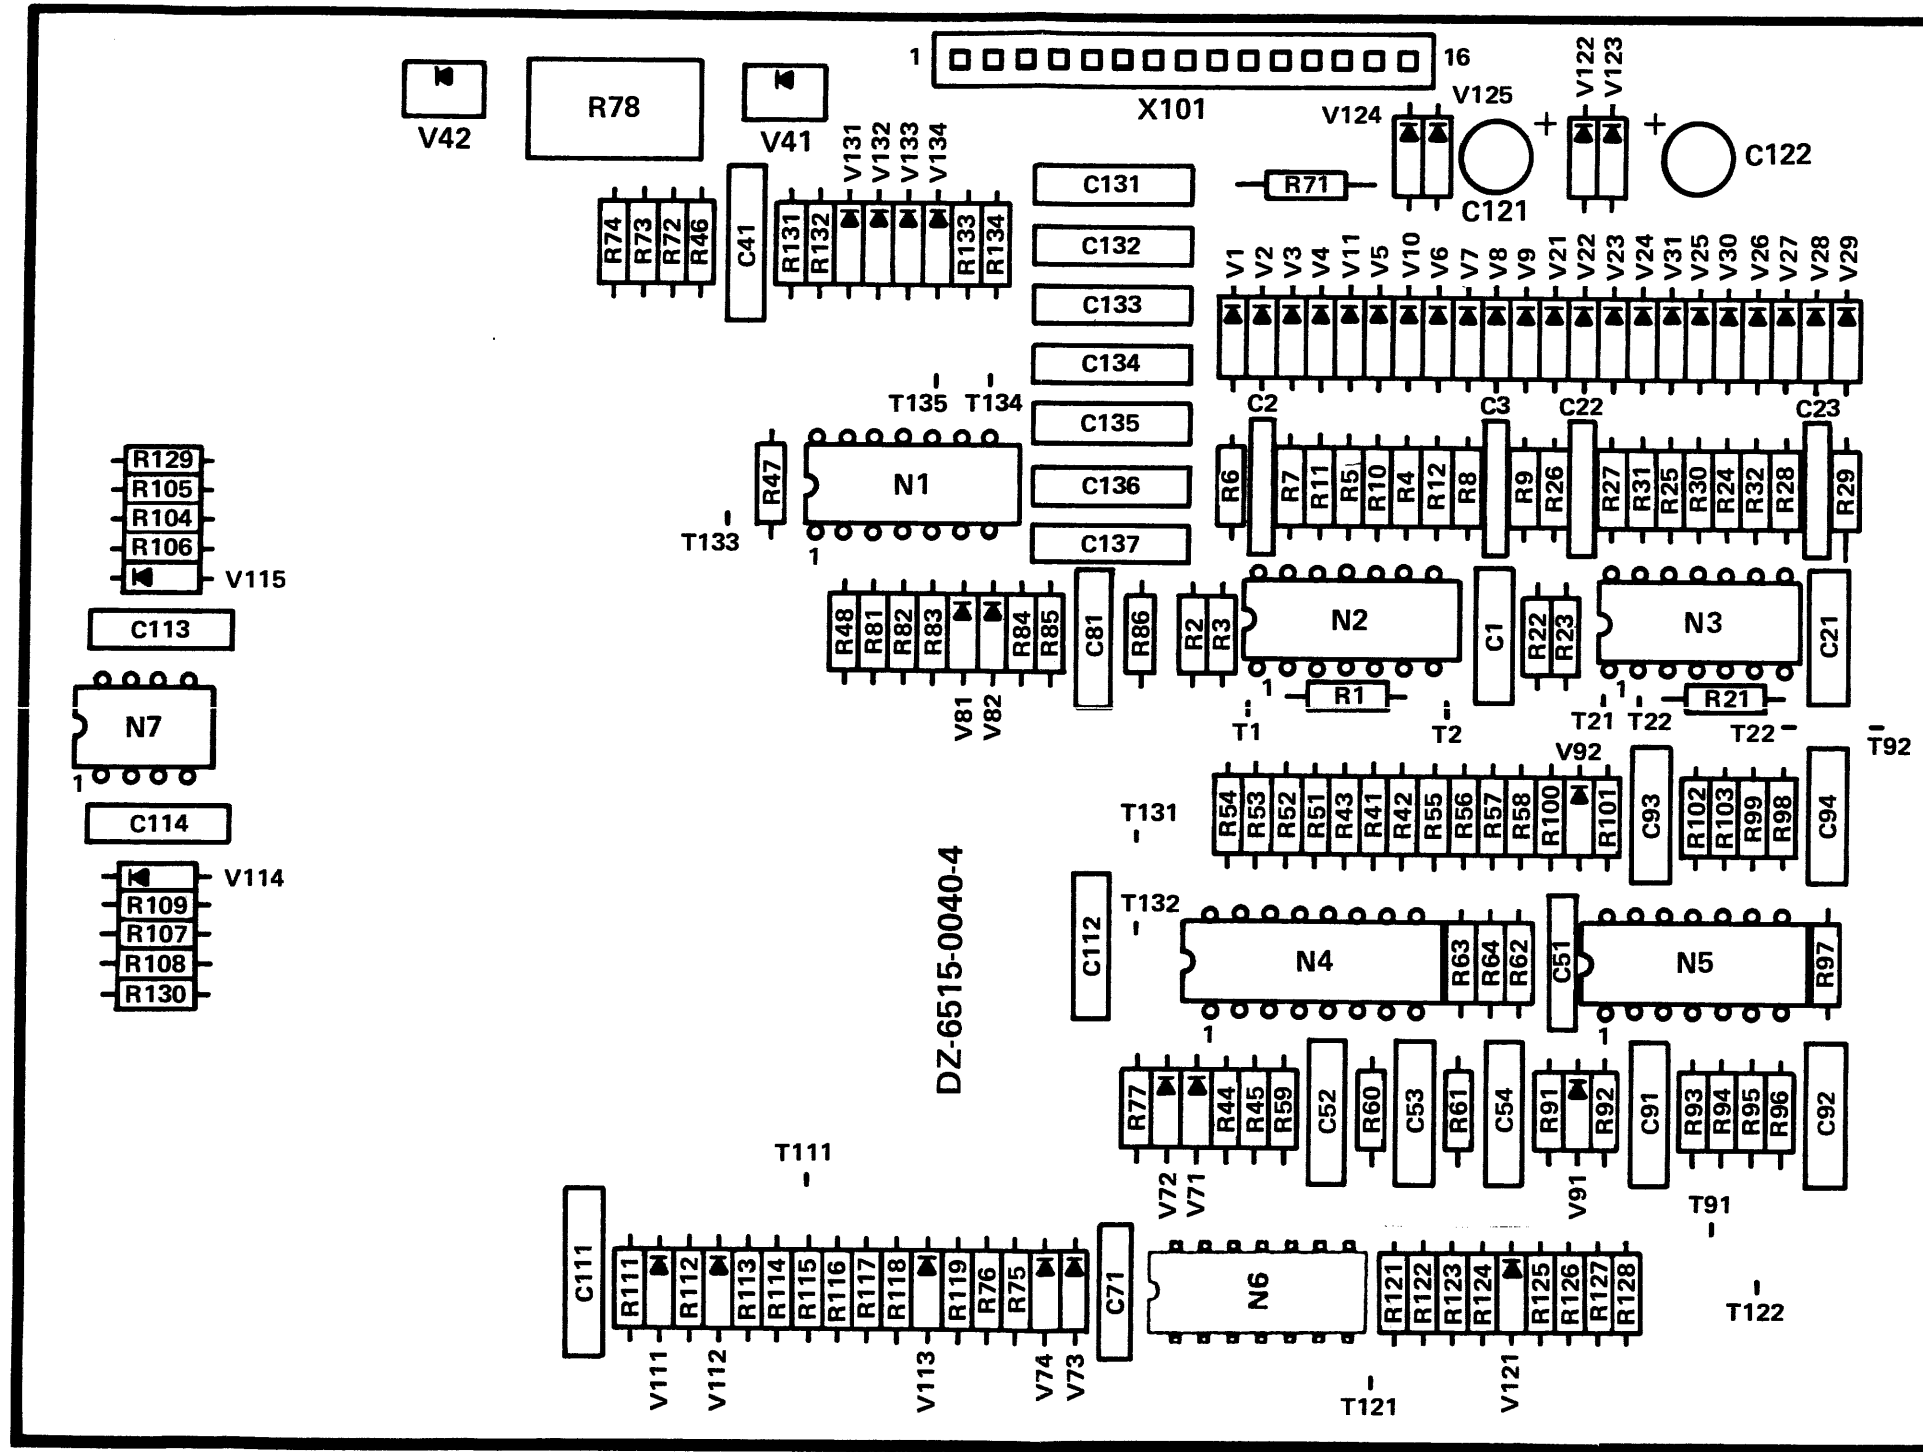 1
16
X101
V42
R78
V41
V131
V132
V133
V134
V124
V125
V122
V123
C121
C122
R71
R74
R73
R72
R46
C41
R131
R132
R133
R134
C131
C132
C133
C134
C135
C136
C137
V1
V2
V3
V4
V11
V5
V10
V6
V7
V8
V9
V21
V22
V23
V24
V31
V25
V30
V26
V27
V28
V29
T135
T134
C2
C3
C22
C23
R129
R105
R104
R106
V115
R47
N1
1
T133
R6
R7
R11
R5
R10
R4
R12
R8
R9
R26
R27
R31
R25
R30
R24
R32
R28
R29
C113
N7
1
C114
R48
R81
R82
R83
R84
R85
V81
V82
C81
R86
R2
R3
N2
1
R1
T1
T2
C1
R22
R23
N3
1
R21
T21
T22
T22
C21
T92
V92
R54
R53
R52
R51
R43
R41
R42
R55
R56
R57
R58
R100
R101
C93
R102
R103
R99
R98
C94
T131
T132
V114
R109
R107
R108
R130
DZ-6515-0040-4
C112
N4
1
R63
R64
R62
C51
N5
1
R97
R77
R44
R45
R59
V72
V71
C52
R60
C53
R61
C54
R91
R92
V91
C91
R93
R94
R95
R96
C92
T111
T91
C111
R111
R112
R113
R114
R115
R116
R117
R118
R119
R76
R75
V111
V112
V113
V74
V73
C71
N6
R121
R122
R123
R124
R125
R126
R127
R128
V121
T122
T121